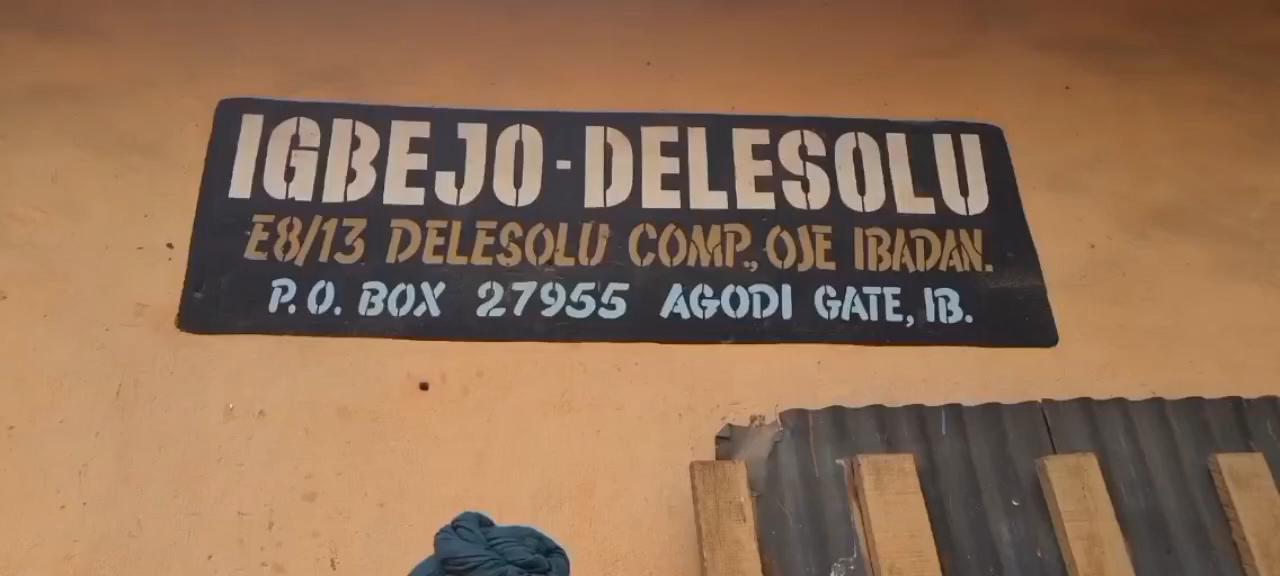 IGBEJO-DELESOLU
E8/13 DELESOLU COMP., OJE IBADAN.
P.O. BOX 27955 AGODI GATE, IB.